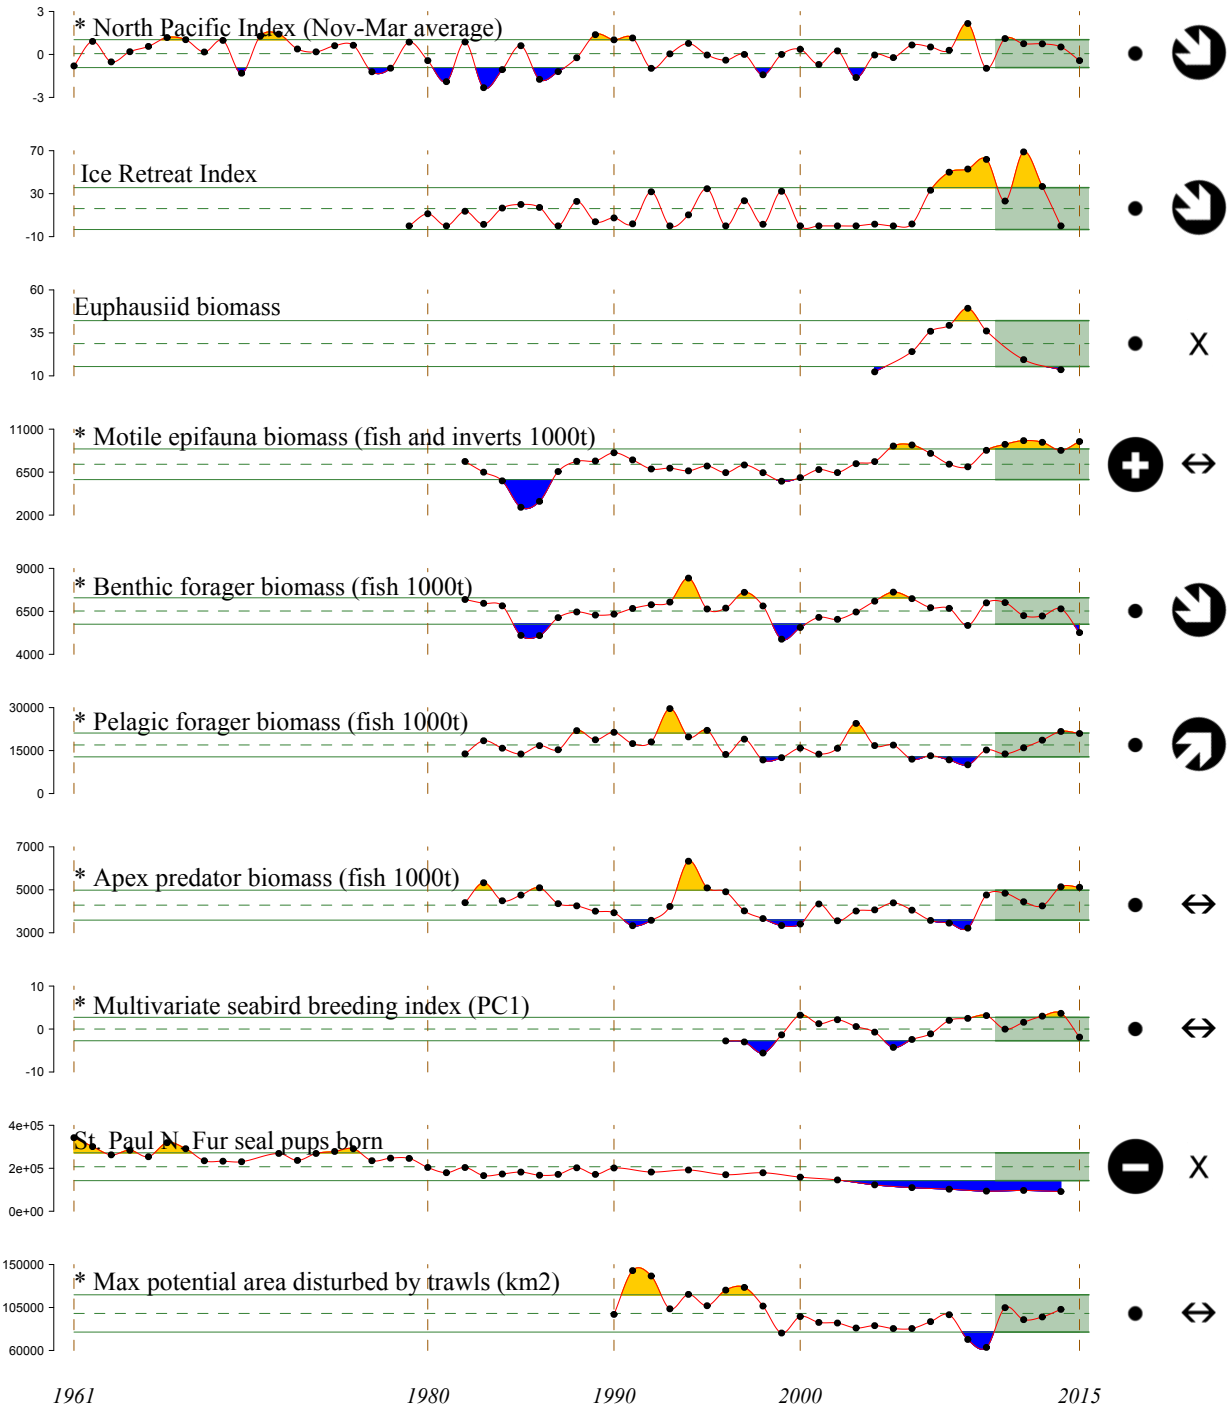 * North Pacific Index (Nov-Mar average)
3
0
-3
Ice Retreat Index
70
30
-10
Euphausiid biomass
60
35
10
X
* Motile epifauna biomass (fish and inverts 1000t)
11000
6500
2000
* Benthic forager biomass (fish 1000t)
9000
6500
4000
* Pelagic forager biomass (fish 1000t)
30000
15000
0
* Apex predator biomass (fish 1000t)
7000
5000
3000
* Multivariate seabird breeding index (PC1)
10
0
-10
St. Paul N. Fur seal pups born
4e+05
2e+05
0e+00
X
* Max potential area disturbed by trawls (km2)
150000
105000
60000
1961 1980 1990 2000 2015